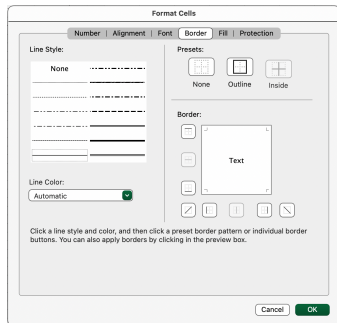 Format Cells
Number | Alignment | Font | Border | Fill | Protection
Line Style:
None
Presets:
None Outline Inside
Border:
Text
Line Color:
Automatic
Click a line style and color, and then click a preset border pattern or individual border
buttons. You can also apply borders by clicking in the preview box.
Cancel OK